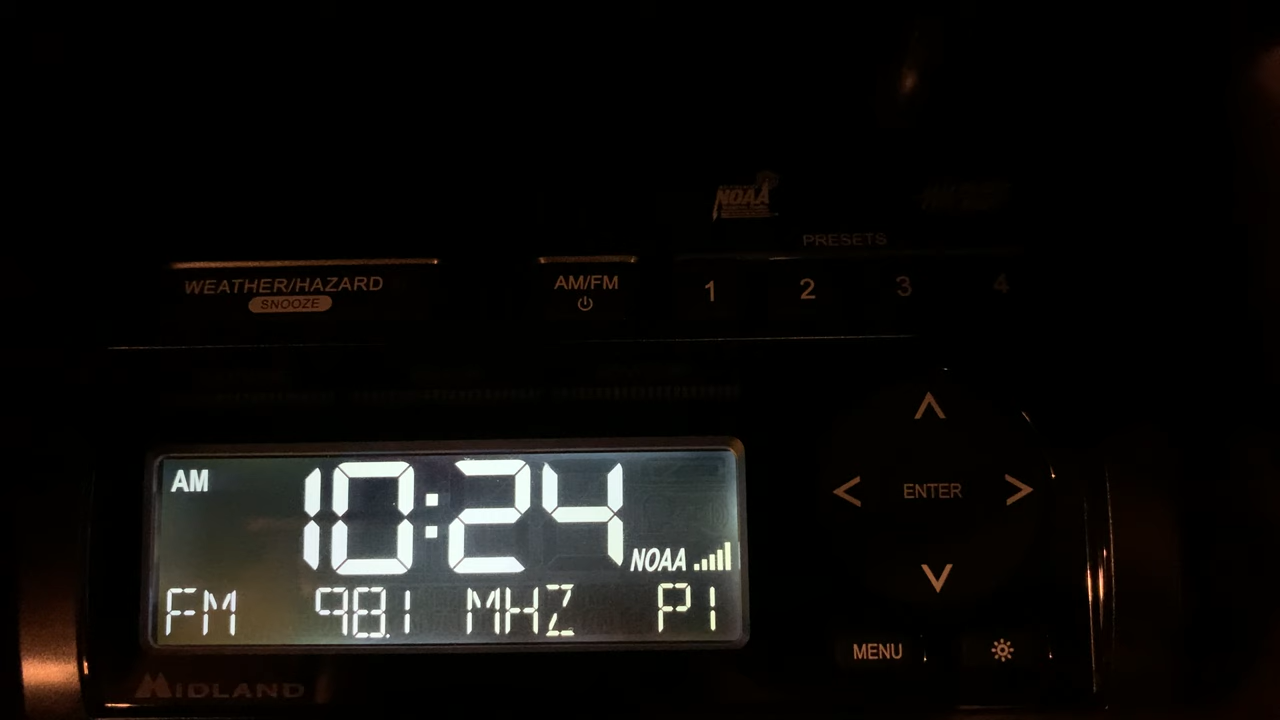 NOAA
PRESETS
WEATHER/HAZARD
SNOOZE
AM/FM
1 2 3 4
AM 10:24
NOAA
FM 98.1 MHZ P1
< ENTER >
MENU
MIDLAND